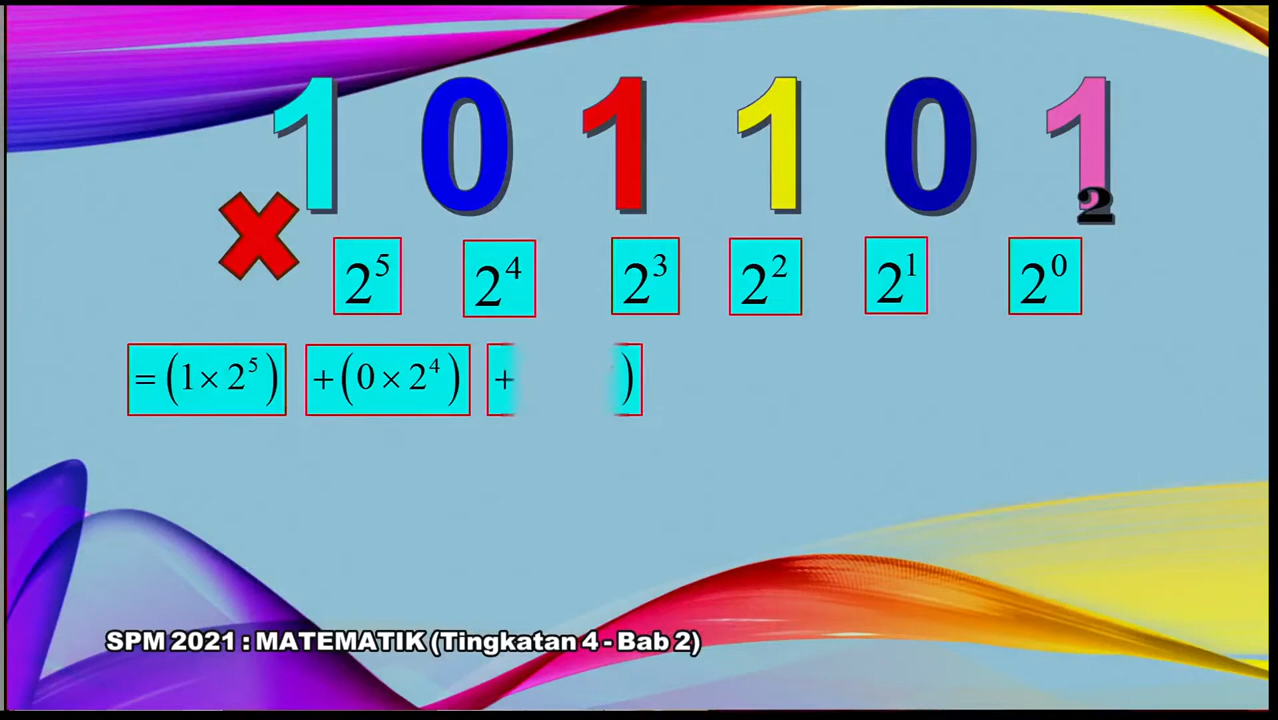 1 0 1 1 0 1₂
× 2⁵ 2⁴ 2³ 2² 2¹ 2⁰
= (1 × 2⁵) + (0 × 2⁴) + )
SPM 2021 : MATEMATIK (Tingkatan 4 - Bab 2)